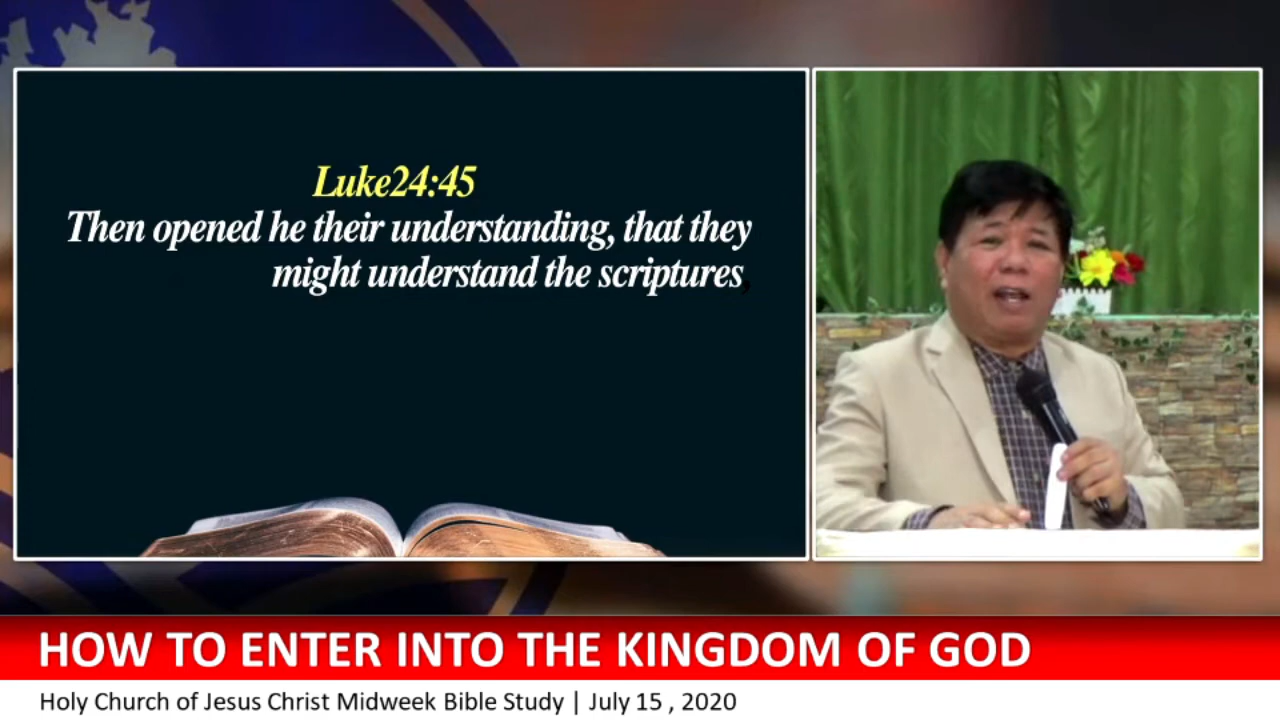 Luke24:45
Then opened he their understanding, that they
might understand the scriptures,
HOW TO ENTER INTO THE KINGDOM OF GOD
Holy Church of Jesus Christ Midweek Bible Study | July 15 , 2020